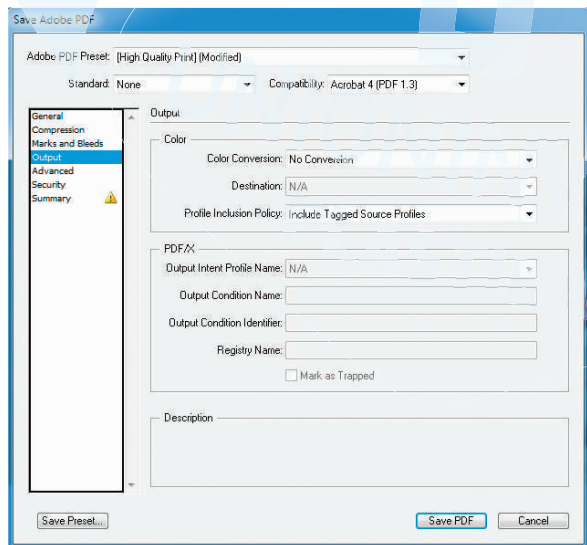 Save Adobe PDF
Adobe PDF Preset: [High Quality Print] (Modified)
Standard: None Compatibility: Acrobat 4 (PDF 1.3)
General
Compression
Marks and Bleeds
Output
Advanced
Security
Summary
Output
Color
Color Conversion: No Conversion
Destination: N/A
Profile Inclusion Policy: Include Tagged Source Profiles
PDF/X
Output Intent Profile Name: N/A
Output Condition Name:
Output Condition Identifier:
Registry Name:
Mark as Trapped
Description
Save Preset... Save PDF Cancel